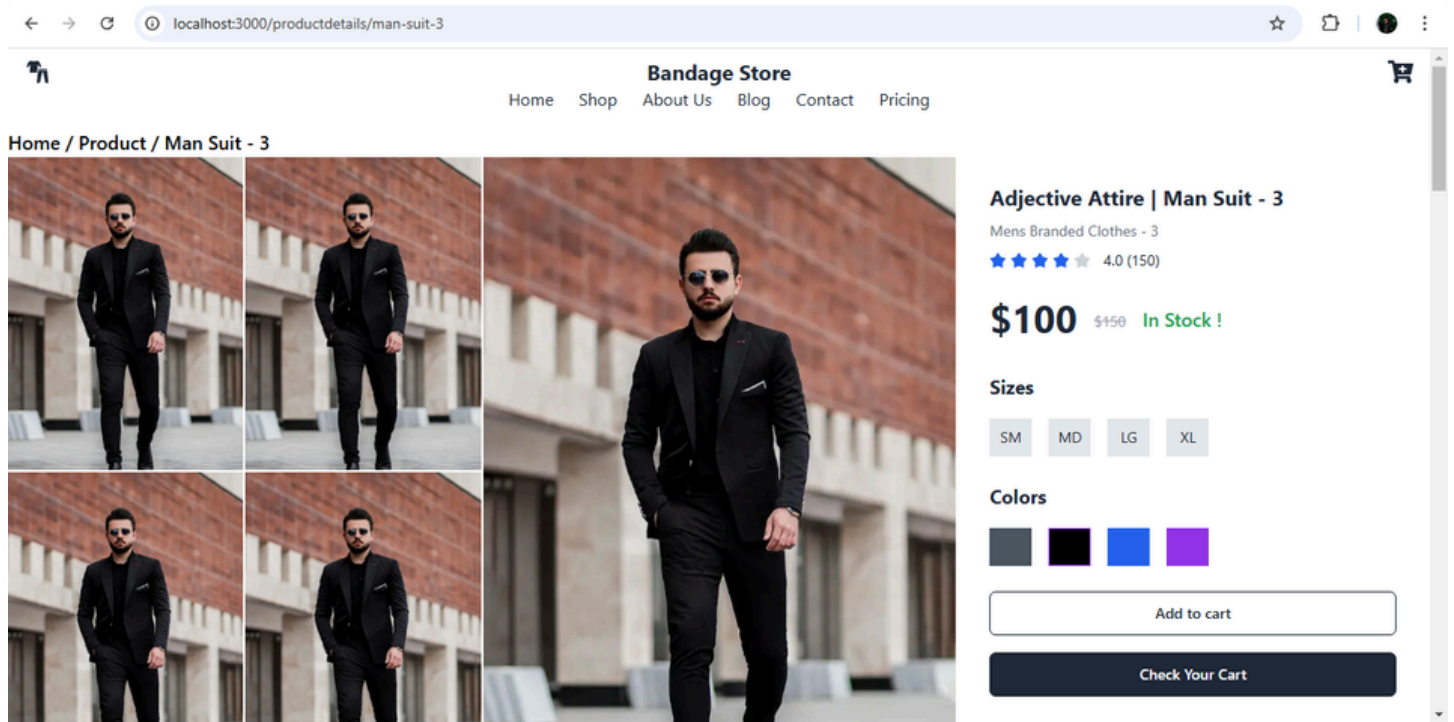 localhost:3000/productdetails/man-suit-3
Bandage Store
Home Shop About Us Blog Contact Pricing
Home / Product / Man Suit - 3
Adjective Attire | Man Suit - 3
Mens Branded Clothes - 3
4.0 (150)
$100 $150 In Stock !
Sizes
SM MD LG XL
Colors
Add to cart
Check Your Cart